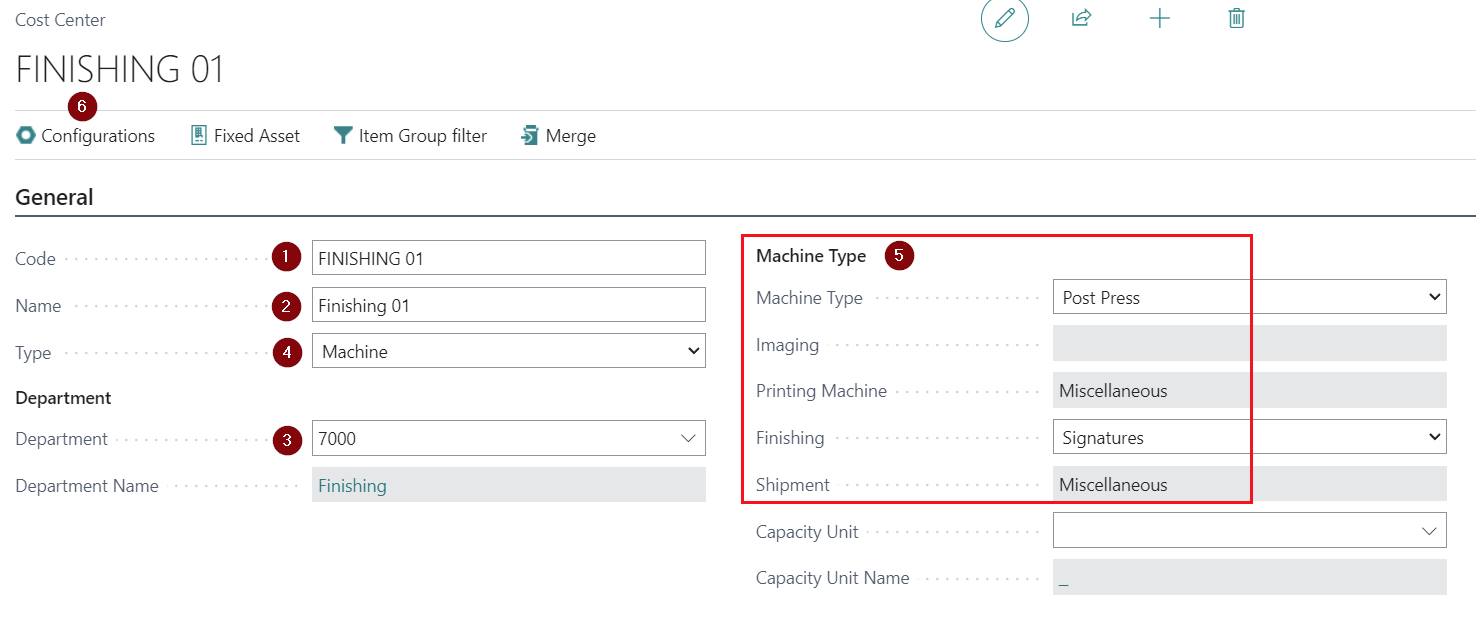 Cost Center
FINISHING 01
6
Configurations Fixed Asset Item Group filter Merge
General
Code 1 FINISHING 01
Name 2 Finishing 01
Type 4 Machine
Department
Department 3 7000
Department Name Finishing
Machine Type 5
Machine Type Post Press
Imaging
Printing Machine Miscellaneous
Finishing Signatures
Shipment Miscellaneous
Capacity Unit
Capacity Unit Name _